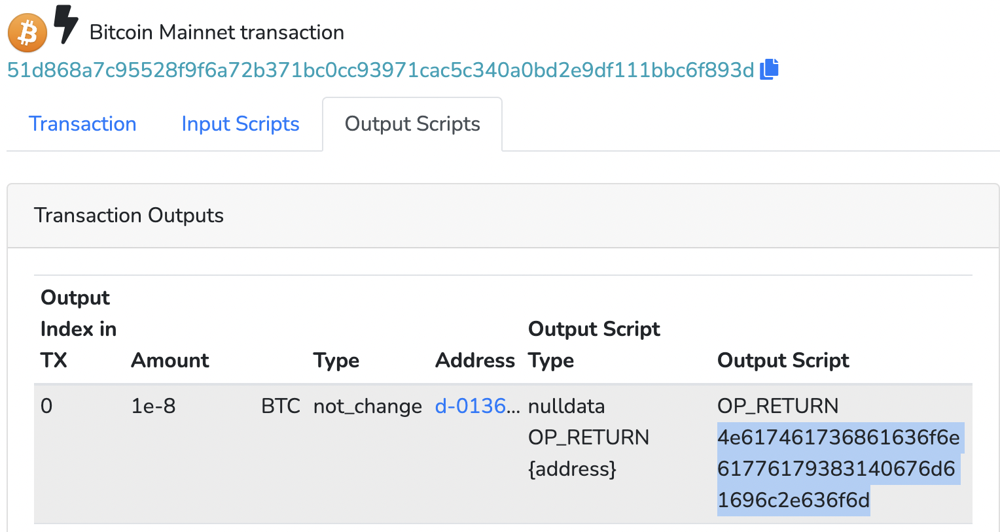 Bitcoin Mainnet transaction
51d868a7c95528f9f6a72b371bc0cc93971cac5c340a0bd2e9df111bbc6f893d
Transaction
Input Scripts
Output Scripts
Transaction Outputs
Output Index in TX
Amount
Type
Address
Output Script Type
Output Script
0
1e-8
BTC
not_change
d-0136...
nulldata
OP_RETURN
{address}
OP_RETURN
4e617461736861636f6e
61776179383140676d6
1696c2e636f6d